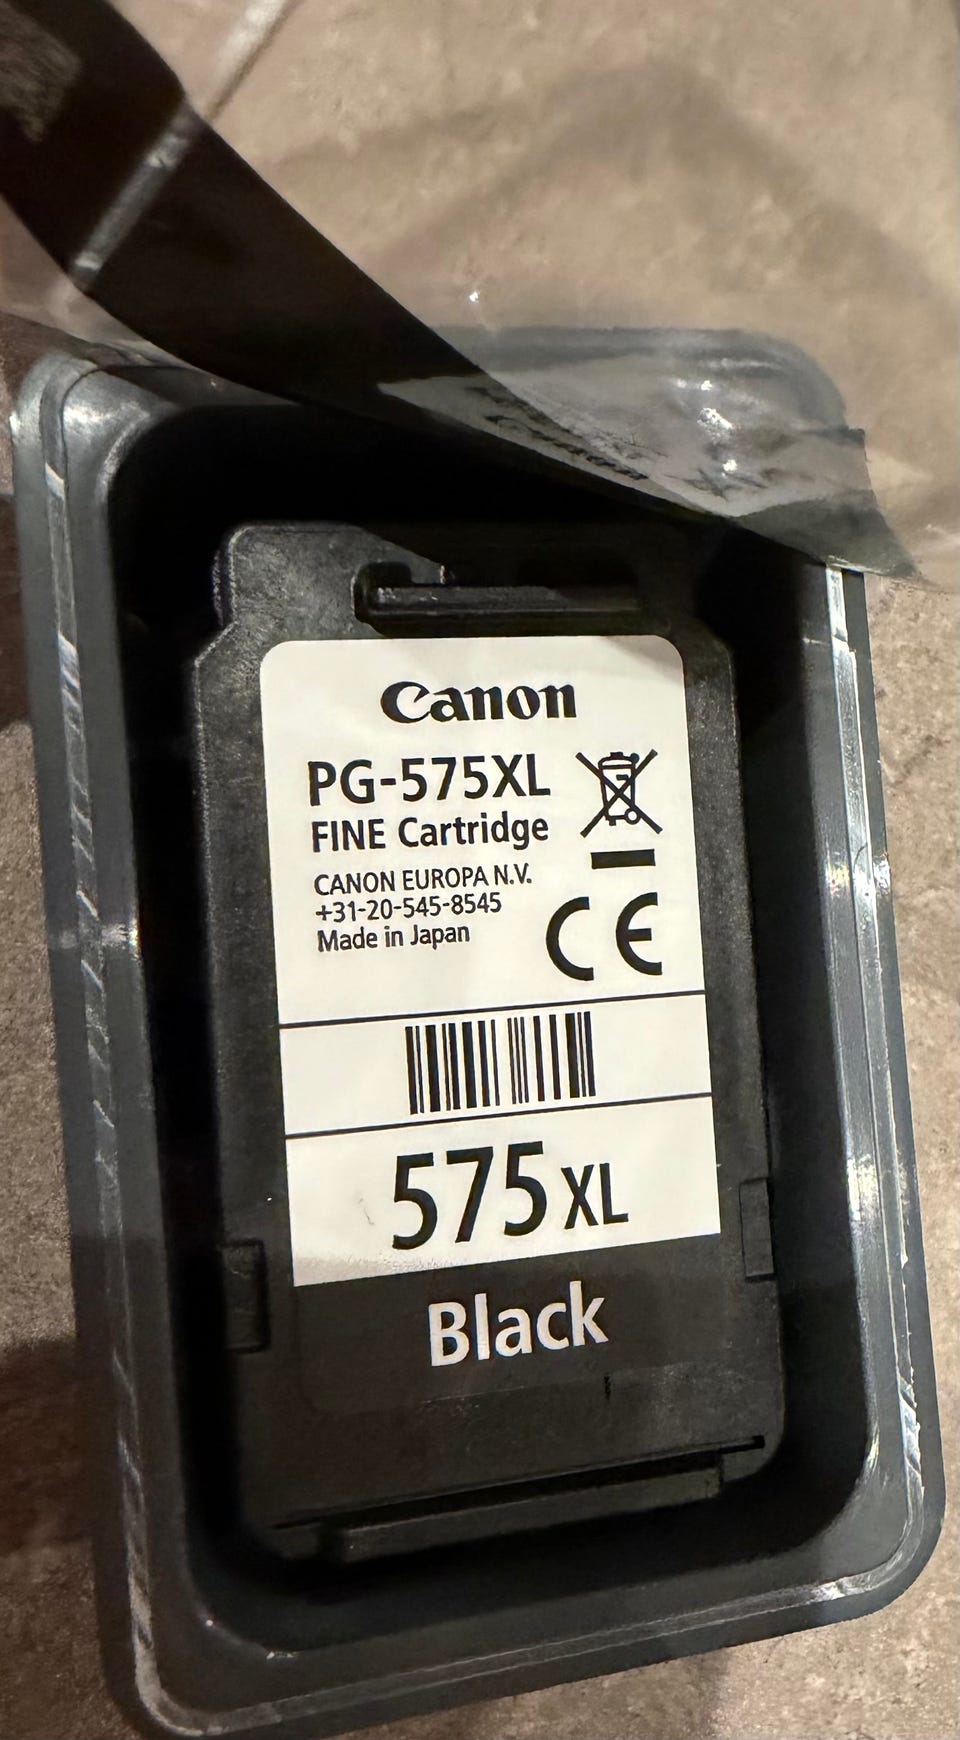 Canon
PG-575XL
FINE Cartridge
CANON EUROPA N.V.
+31-20-545-8545
Made in Japan
CE
575XL
Black